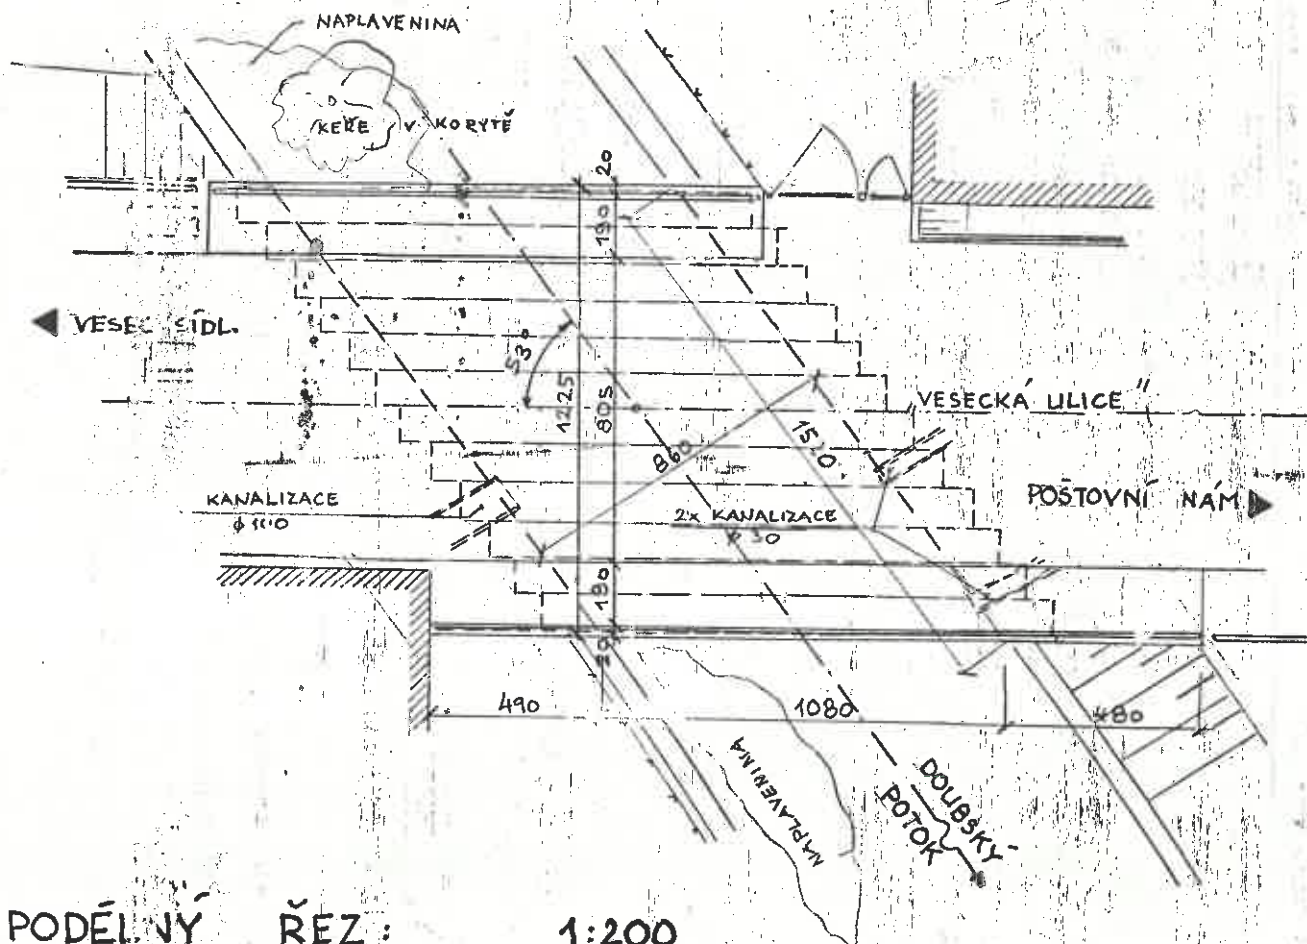 NAPLAVENINA
KEŘE V KORYTĚ
20
190
VESEC SÍDL.
53°
1225
805
VESECKÁ ULICE"
860
1520
KANALIZACE
2x KANALIZACE
POŠTOVNÍ NÁM
190
20
490
1080
480
NAPLAVENINA
DOUBSKÝ
POTOK
PODÉLNÝ ŘEZ: 1:200